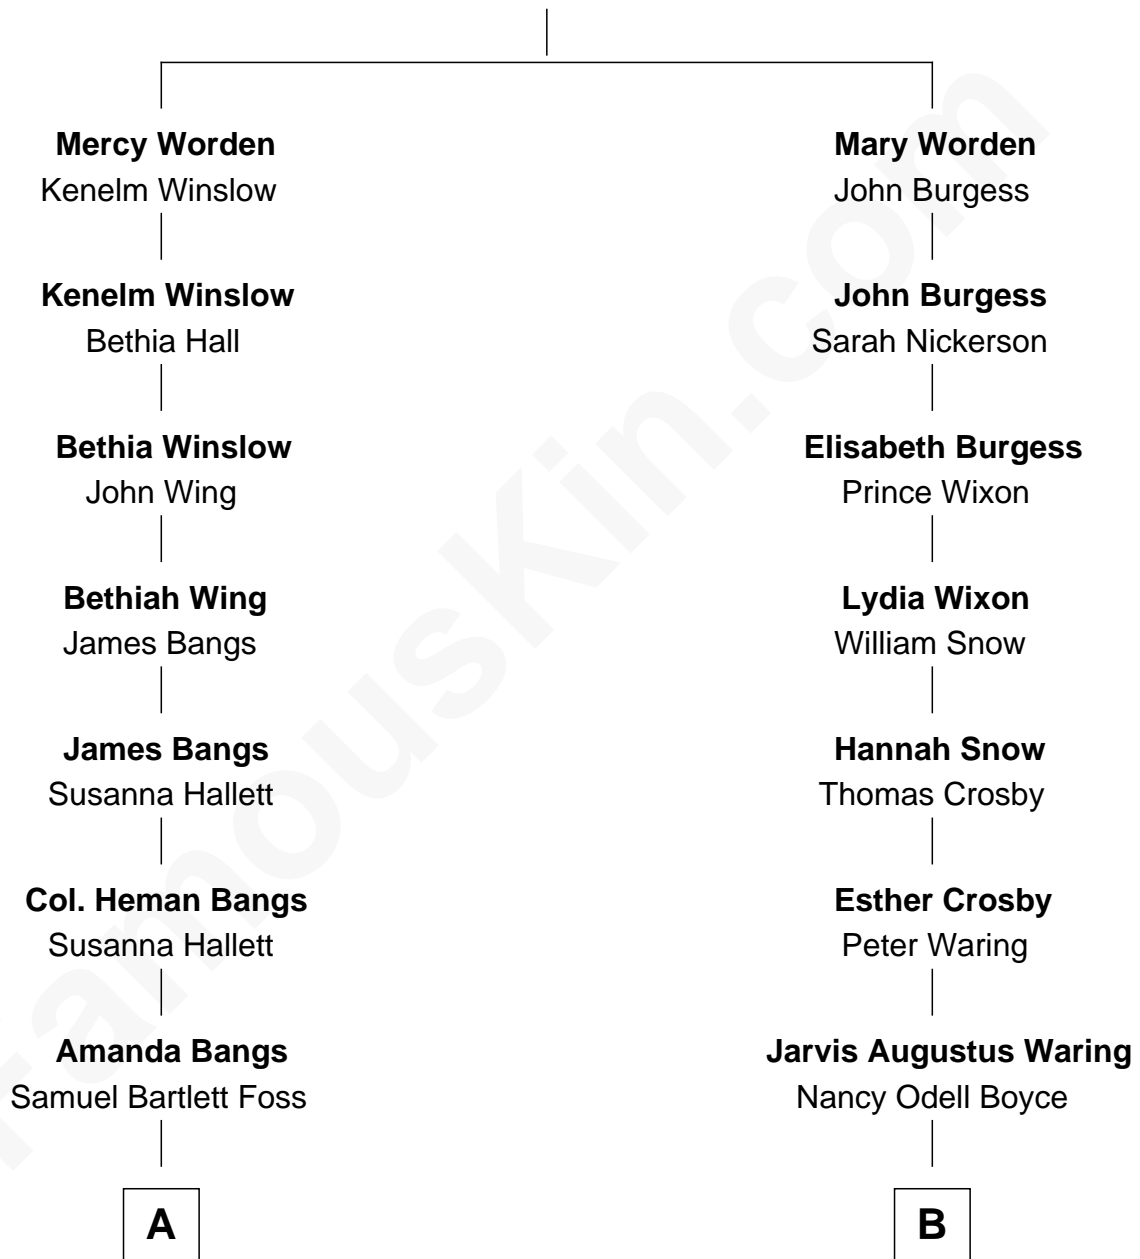 Mercy Worden
Kenelm Winslow
Kenelm Winslow
Bethia Hall
Bethia Winslow
John Wing
Bethiah Wing
James Bangs
James Bangs
Susanna Hallett
Col. Heman Bangs
Susanna Hallett
Amanda Bangs
Samuel Bartlett Foss
A
Mary Worden
John Burgess
John Burgess
Sarah Nickerson
Elisabeth Burgess
Prince Wixon
Lydia Wixon
William Snow
Hannah Snow
Thomas Crosby
Esther Crosby
Peter Waring
Jarvis Augustus Waring
Nancy Odell Boyce
B
FamousKin.com